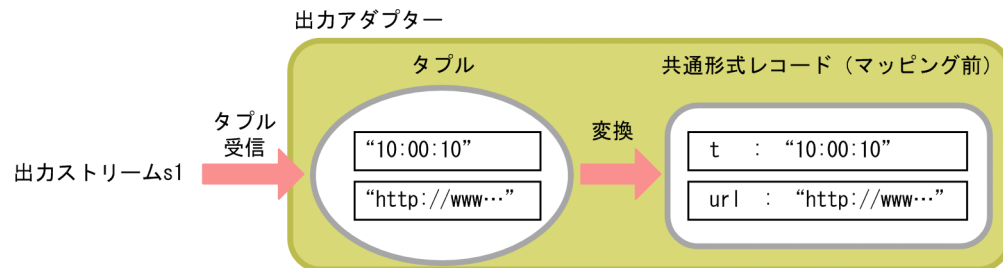 出力アダプター
タプル
共通形式レコード（マッピング前）
タプル
受信
変換
出力ストリームs1
“10:00:10”
“http://www…”
t : “10:00:10”
url : “http://www…”